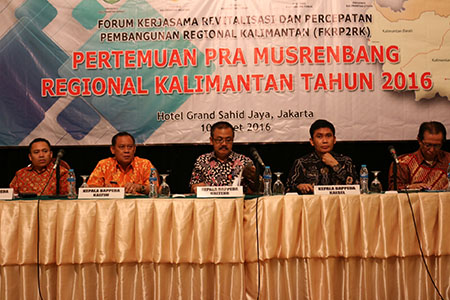 FORUM KERJASAMA REVITALISASI DAN PERCEPATAN
PEMBANGUNAN REGIONAL KALIMANTAN (FKRP2RK)
PERTEMUAN PRA MUSRENBANG
REGIONAL KALIMANTAN TAHUN 2016
Hotel Grand Sahid Jaya, Jakarta
2016
KEPALA BAPPEDA
KEPALA BAPPEDA
KALTENG
KEPALA BAPPEDA
KALSEL